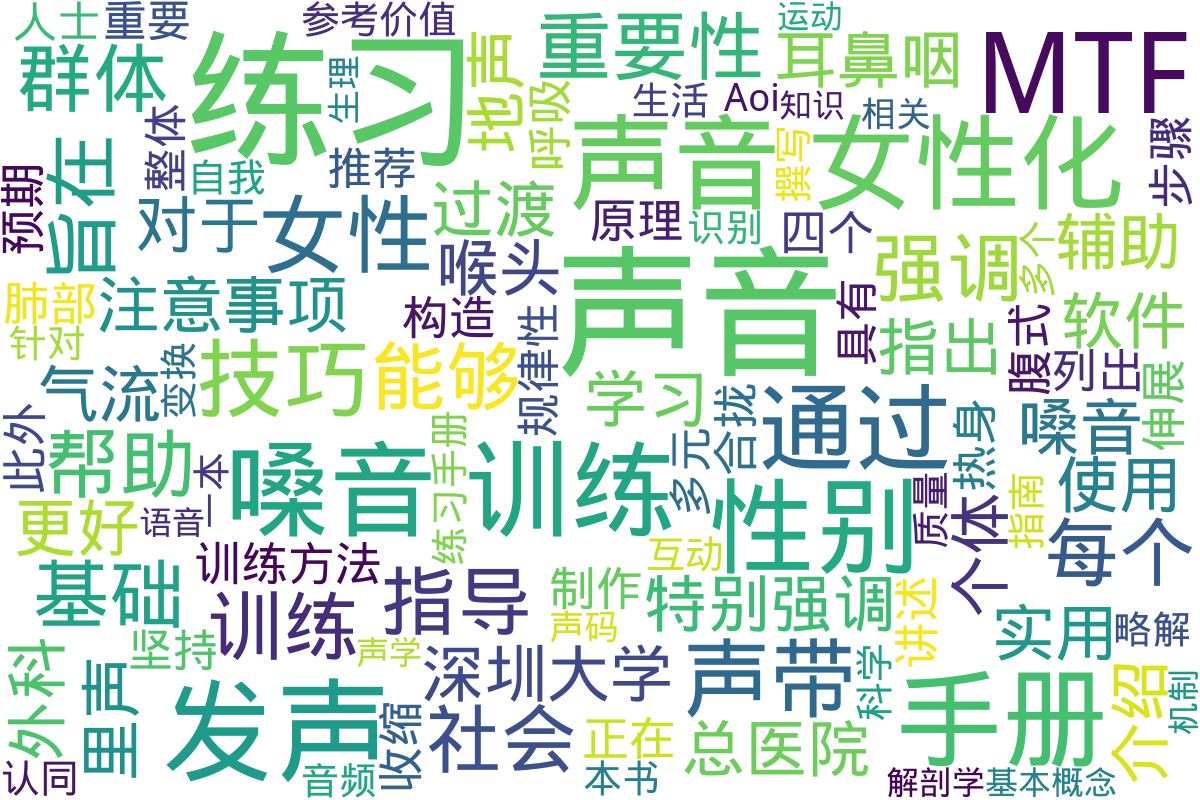 人士
重要
参考价值
运动
群体
练习
生理
地声
呼吸
重要性
耳鼻咽
MTF
生活
Aoi
知识
相关
整体
自我
推荐
声音
撰写
女性化
步骤
预期
皆在
对于
女性
过渡
原理
识别
四个
强调
多个
辅助
喉头
声音
肺部
注意事项
构造
具有
指出
腹式
软件
针对
气流
变换
技巧
能够
规律性
学习
合拢
通过
列出
伸展
此外
帮助
一本
嗓音训练
练习手册
多元
性别
热身
嗓音
使用
质量
个体
指南
更好
语音
训练方法
互动
每个
基础
训练
指导
制作
声码
特别强调
讲述
实用
略解
坚持
声学
外科
里声
发声
收缩
深圳大学
声带
科学
手册
介绍
机制
社会
正在
总医院
认同
音频
本书
解剖学
基本概念